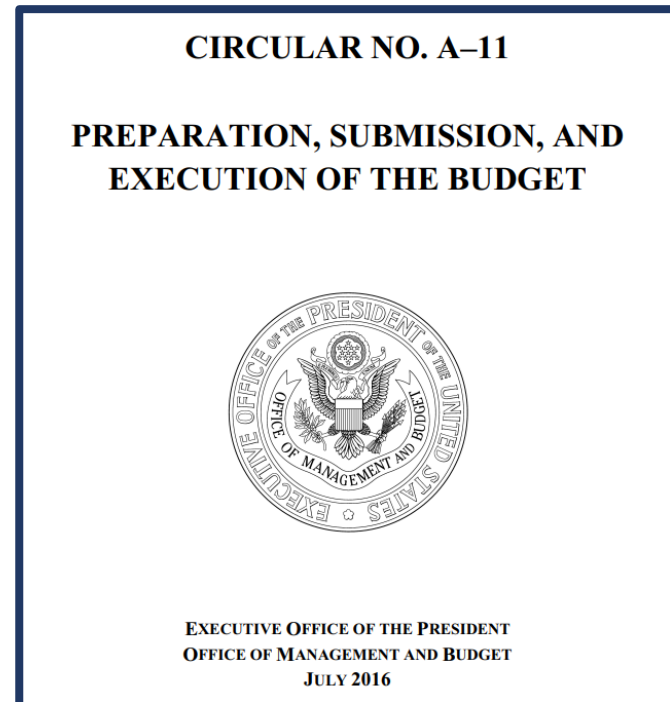 CIRCULAR NO. A–11
PREPARATION, SUBMISSION, AND
EXECUTION OF THE BUDGET
EXECUTIVE OFFICE OF THE PRESIDENT OF THE UNITED STATES
OFFICE OF MANAGEMENT AND BUDGET
EXECUTIVE OFFICE OF THE PRESIDENT
OFFICE OF MANAGEMENT AND BUDGET
JULY 2016